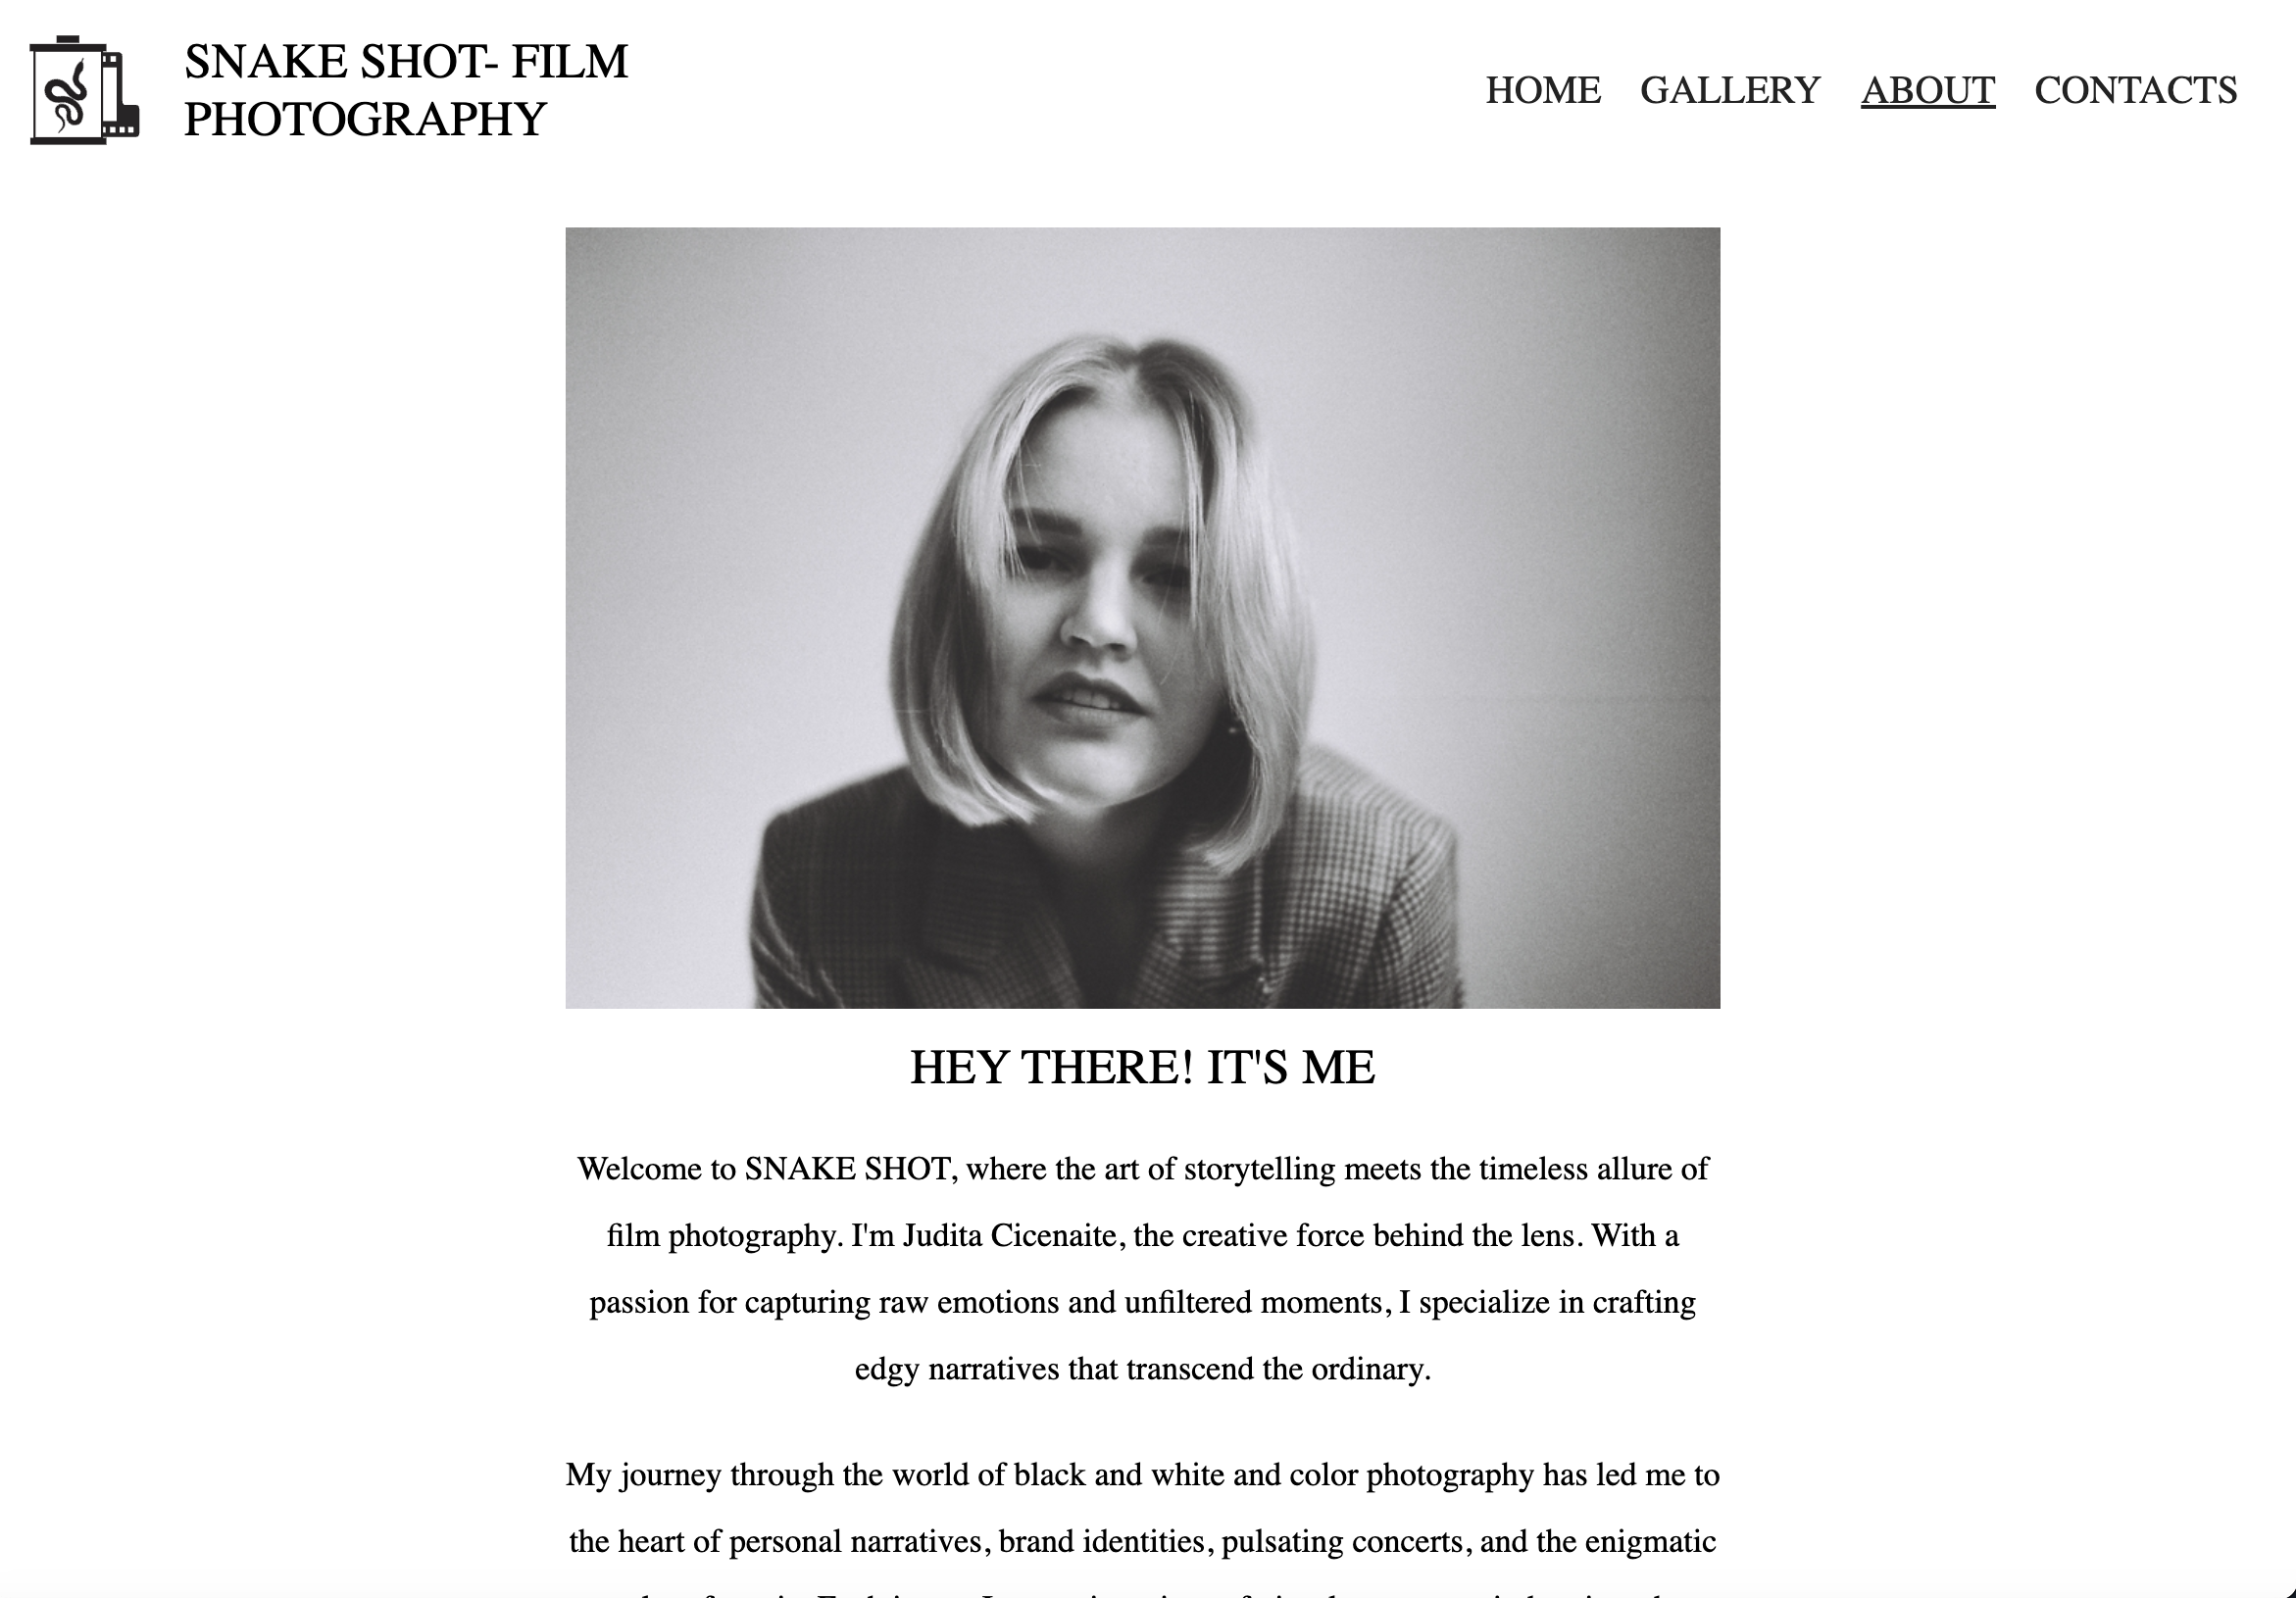 SNAKE SHOT- FILM
PHOTOGRAPHY
HOME GALLERY ABOUT CONTACTS
HEY THERE! IT'S ME
Welcome to SNAKE SHOT, where the art of storytelling meets the timeless allure of
film photography. I'm Judita Cicenaite, the creative force behind the lens. With a
passion for capturing raw emotions and unfiltered moments, I specialize in crafting
edgy narratives that transcend the ordinary.
My journey through the world of black and white and color photography has led me to
the heart of personal narratives, brand identities, pulsating concerts, and the enigmatic